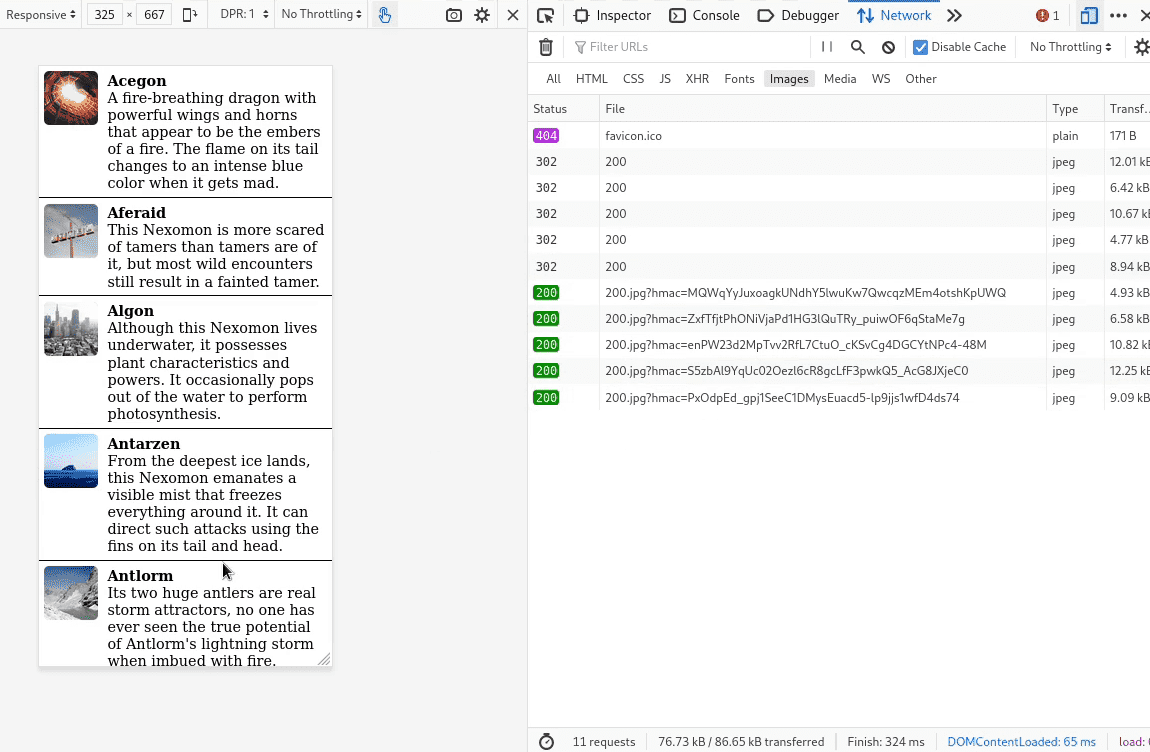 Responsive 325 × 667 DPR: 1 No Throttling
Inspector Console Debugger Network 1
Filter URLs Disable Cache No Throttling
All HTML CSS JS XHR Fonts Images Media WS Other
Status File Type Transf…
404 favicon.ico plain 171 B
302 200 jpeg 12.01 kB
302 200 jpeg 6.42 kB
302 200 jpeg 10.67 kB
302 200 jpeg 4.77 kB
302 200 jpeg 8.94 kB
200 200.jpg?hmac=MQWqYyJuxoagkUNdhY5lwuKw7QwcqzMEm4otshKpUWQ jpeg 4.93 kB
200 200.jpg?hmac=ZxfTfjtPhONiVjaPd1HG3lQuTRy_puiwOF6qStaMe7g jpeg 6.58 kB
200 200.jpg?hmac=enPW23d2MpTvv2RfL7CtuO_cKSvCg4DGCYtNPc4-48M jpeg 10.82 kB
200 200.jpg?hmac=S5zbAl9YqUc02Oezl6cR8gcLfF3pwkQ5_AcG8JXjeC0 jpeg 12.25 kB
200 200.jpg?hmac=PxOdpEd_gpj1SeeC1DMysEuacd5-lp9jjs1wfD4ds74 jpeg 9.09 kB
Acegon
A fire-breathing dragon with
powerful wings and horns
that appear to be the embers
of a fire. The flame on its tail
changes to an intense blue
color when it gets mad.
Aferaid
This Nexomon is more scared
of tamers than tamers are of
it, but most wild encounters
still result in a fainted tamer.
Algon
Although this Nexomon lives
underwater, it possesses
plant characteristics and
powers. It occasionally pops
out of the water to perform
photosynthesis.
Antarzen
From the deepest ice lands,
this Nexomon emanates a
visible mist that freezes
everything around it. It can
direct such attacks using the
fins on its tail and head.
Antlorm
Its two huge antlers are real
storm attractors, no one has
ever seen the true potential
of Antlorm's lightning storm
when imbued with fire.
11 requests 76.73 kB / 86.65 kB transferred Finish: 324 ms DOMContentLoaded: 65 ms load: